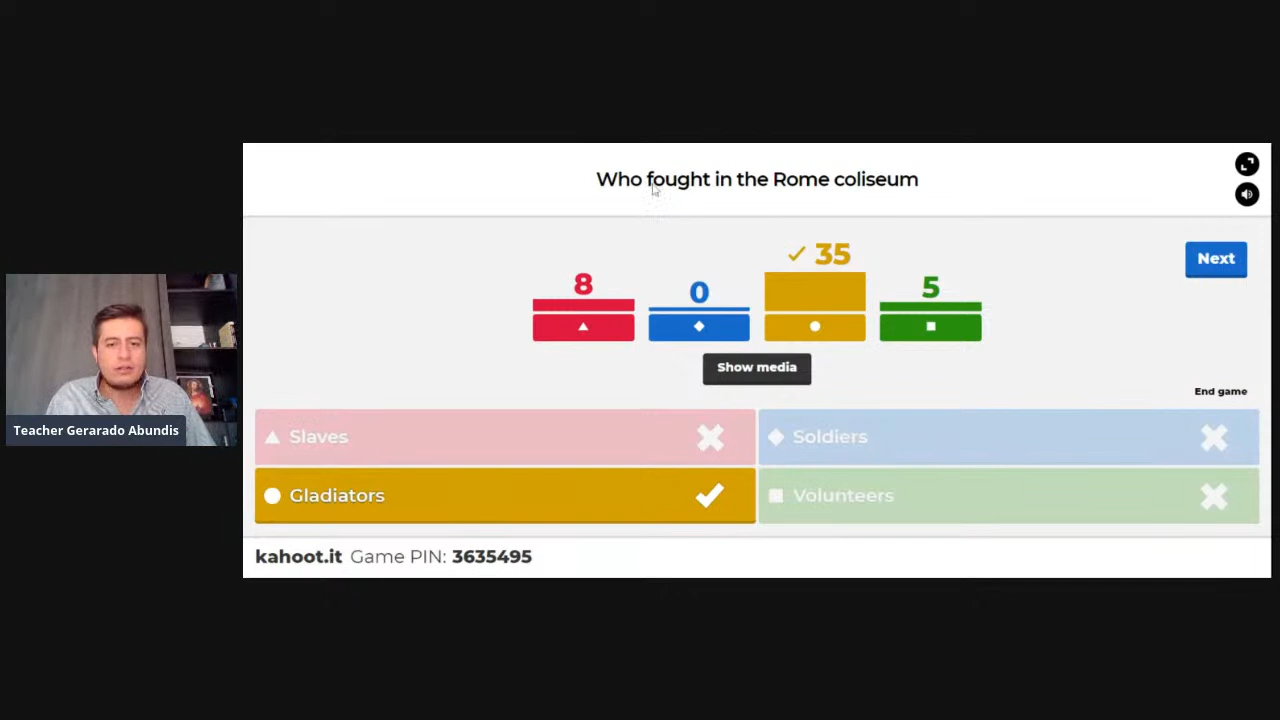 Who fought in the Rome coliseum
Next
8
0
35
5
Show media
End game
Slaves
Soldiers
Gladiators
Volunteers
Teacher Gerarado Abundis
kahoot.it Game PIN: 3635495